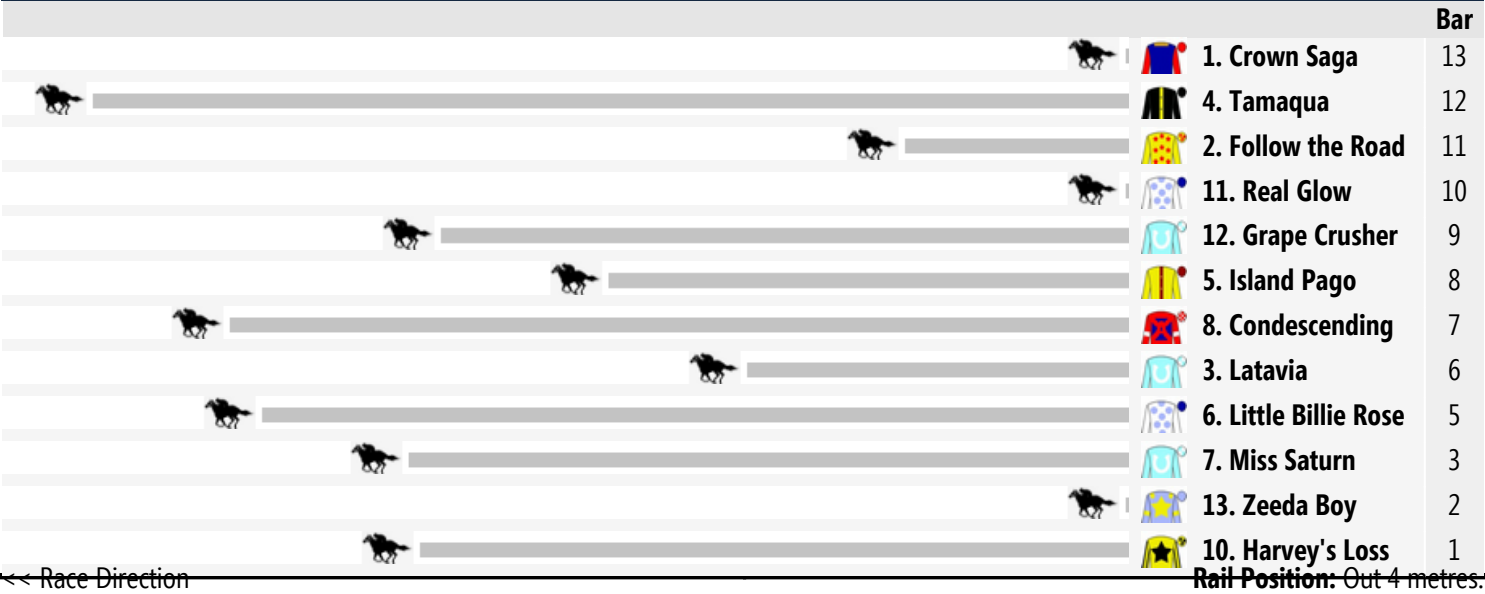 Bar
1. Crown Saga 13
4. Tamaqua 12
2. Follow the Road 11
11. Real Glow 10
12. Grape Crusher 9
5. Island Pago 8
8. Condescending 7
3. Latavia 6
6. Little Billie Rose 5
7. Miss Saturn 3
13. Zeeda Boy 2
10. Harvey's Loss 1
<< Race Direction Rail Position: Out 4 metres.